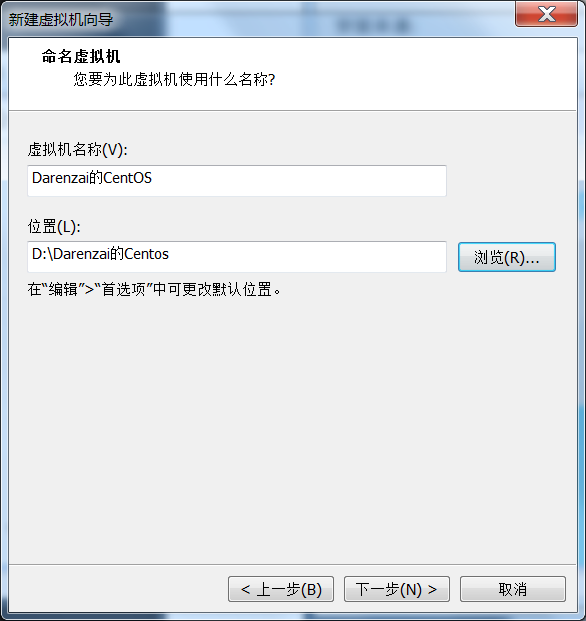 新建虚拟机向导
命名虚拟机
您要为此虚拟机使用什么名称?
虚拟机名称(V):
Darenzai的CentOS
位置(L):
D:\Darenzai的Centos
浏览(R)...
在“编辑”>“首选项”中可更改默认位置。
< 上一步(B)
下一步(N) >
取消